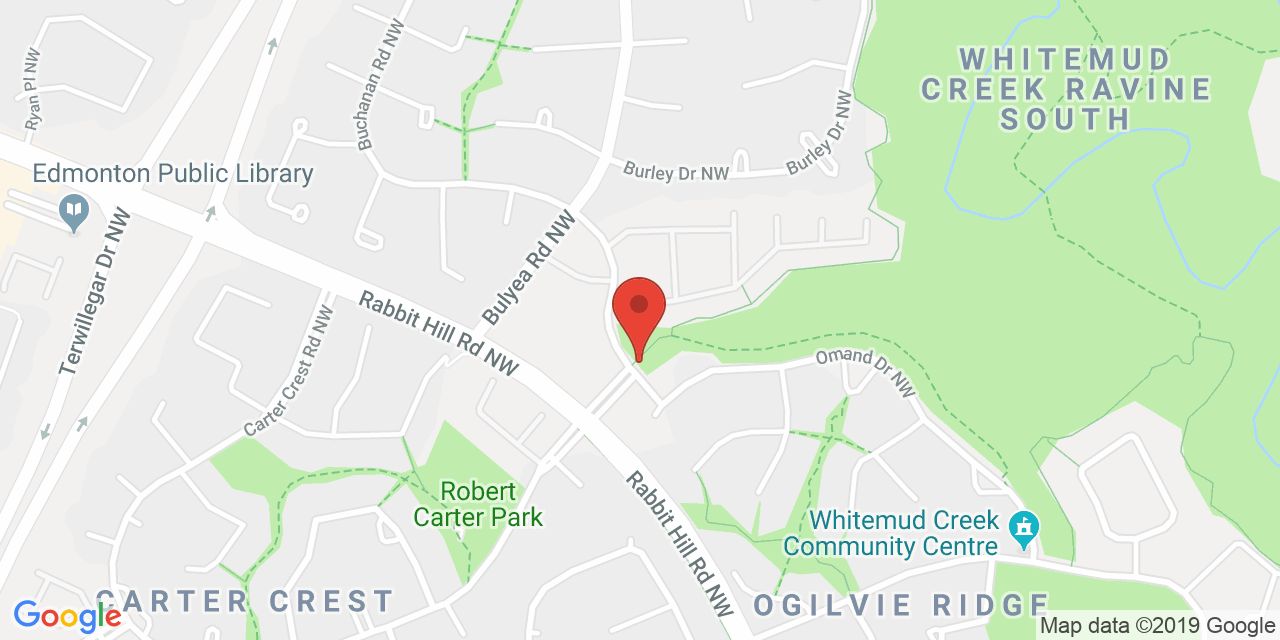 Ryan Pl NW
Buchanan Rd NW
WHITEMUD
CREEK RAVINE
SOUTH
Burley Dr NW
Burley Dr NW
Edmonton Public Library
Terwillegar Dr NW
Bulyea Rd NW
Rabbit Hill Rd NW
Carter Crest Rd NW
Omand Dr NW
Robert
Carter Park
Rabbit Hill Rd NW
Whitemud Creek
Community Centre
CARTER CREST
OGILVIE RIDGE
Google
Map data ©2019 Google